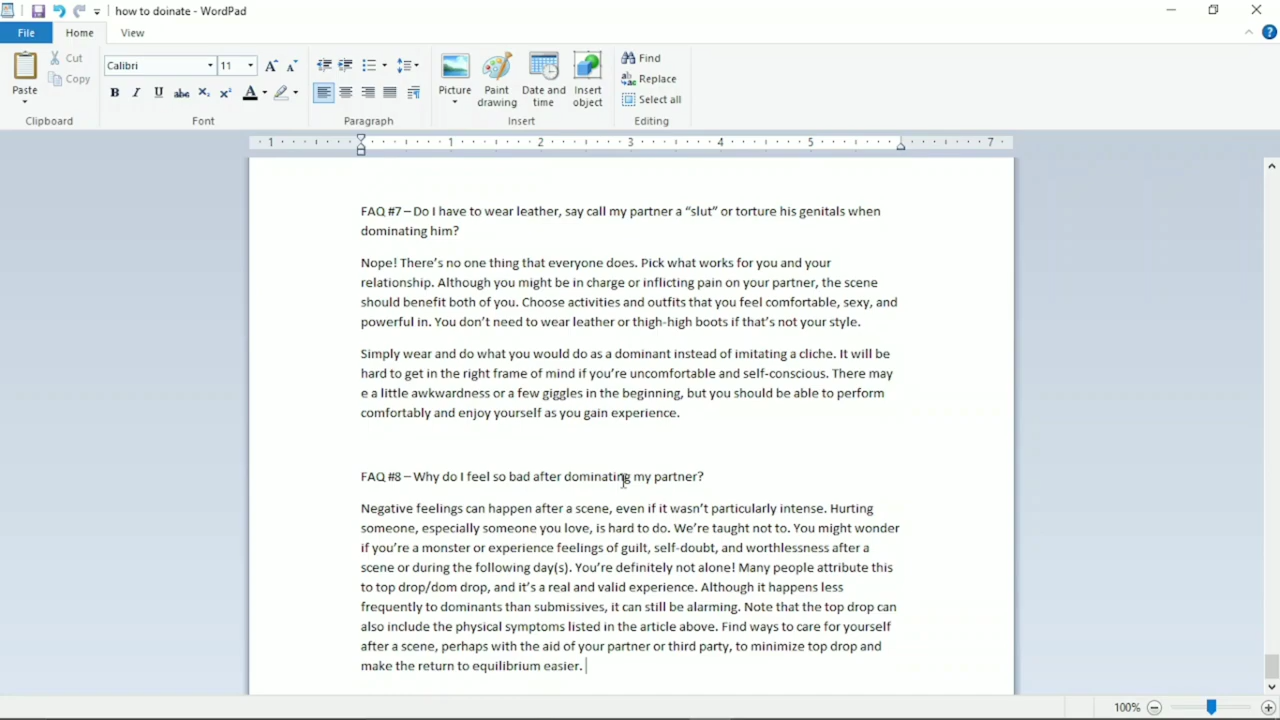 how to doinate - WordPad
File
Home
View
Paste
Cut
Copy
Clipboard
Calibri
11
Font
Paragraph
Picture
Paint drawing
Date and time
Insert object
Insert
Find
Replace
Select all
Editing
1 1 2 3 4 5 7
FAQ #7 – Do I have to wear leather, say call my partner a “slut” or torture his genitals when
dominating him?
Nope! There’s no one thing that everyone does. Pick what works for you and your
relationship. Although you might be in charge or inflicting pain on your partner, the scene
should benefit both of you. Choose activities and outfits that you feel comfortable, sexy, and
powerful in. You don’t need to wear leather or thigh-high boots if that’s not your style.
Simply wear and do what you would do as a dominant instead of imitating a cliche. It will be
hard to get in the right frame of mind if you’re uncomfortable and self-conscious. There may
e a little awkwardness or a few giggles in the beginning, but you should be able to perform
comfortably and enjoy yourself as you gain experience.
FAQ #8 – Why do I feel so bad after dominating my partner?
Negative feelings can happen after a scene, even if it wasn’t particularly intense. Hurting
someone, especially someone you love, is hard to do. We’re taught not to. You might wonder
if you’re a monster or experience feelings of guilt, self-doubt, and worthlessness after a
scene or during the following day(s). You’re definitely not alone! Many people attribute this
to top drop/dom drop, and it’s a real and valid experience. Although it happens less
frequently to dominants than submissives, it can still be alarming. Note that the top drop can
also include the physical symptoms listed in the article above. Find ways to care for yourself
after a scene, perhaps with the aid of your partner or third party, to minimize top drop and
make the return to equilibrium easier.
100%